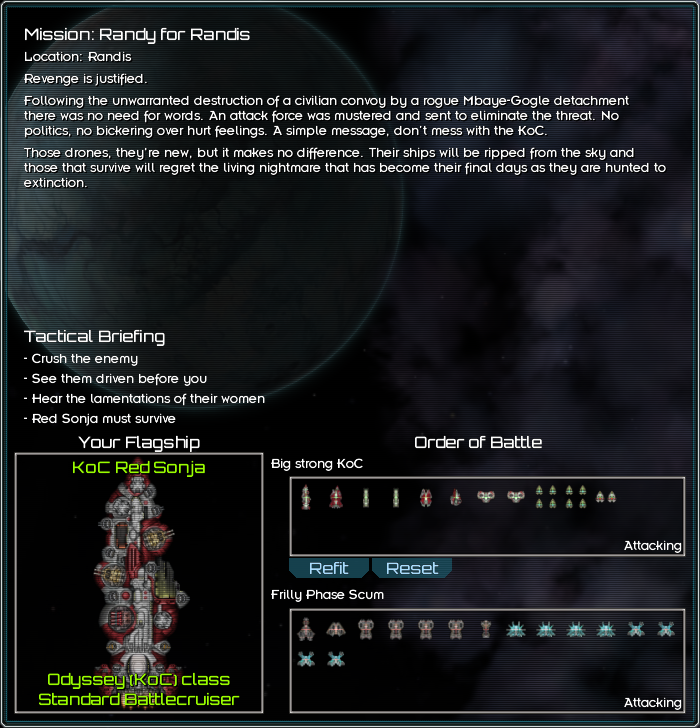 Mission: Randy for Randis
Location: Randis
Revenge is justified.
Following the unwarranted destruction of a civilian convoy by a rogue Mbaye-Gogle detachment
there was no need for words. An attack force was mustered and sent to eliminate the threat. No
politics, no bickering over hurt feelings. A simple message, don't mess with the KoC.
Those drones, they're new, but it makes no difference. Their ships will be ripped from the sky and
those that survive will regret the living nightmare that has become their final days as they are hunted to
extinction.
Tactical Briefing
- Crush the enemy
- See them driven before you
- Hear the lamentations of their women
- Red Sonja must survive
Your Flagship
KoC Red Sonja
Odyssey (KoC) class
Standard Battlecruiser
Order of Battle
Big strong KoC
Attacking
Refit
Reset
Frilly Phase Scum
Attacking